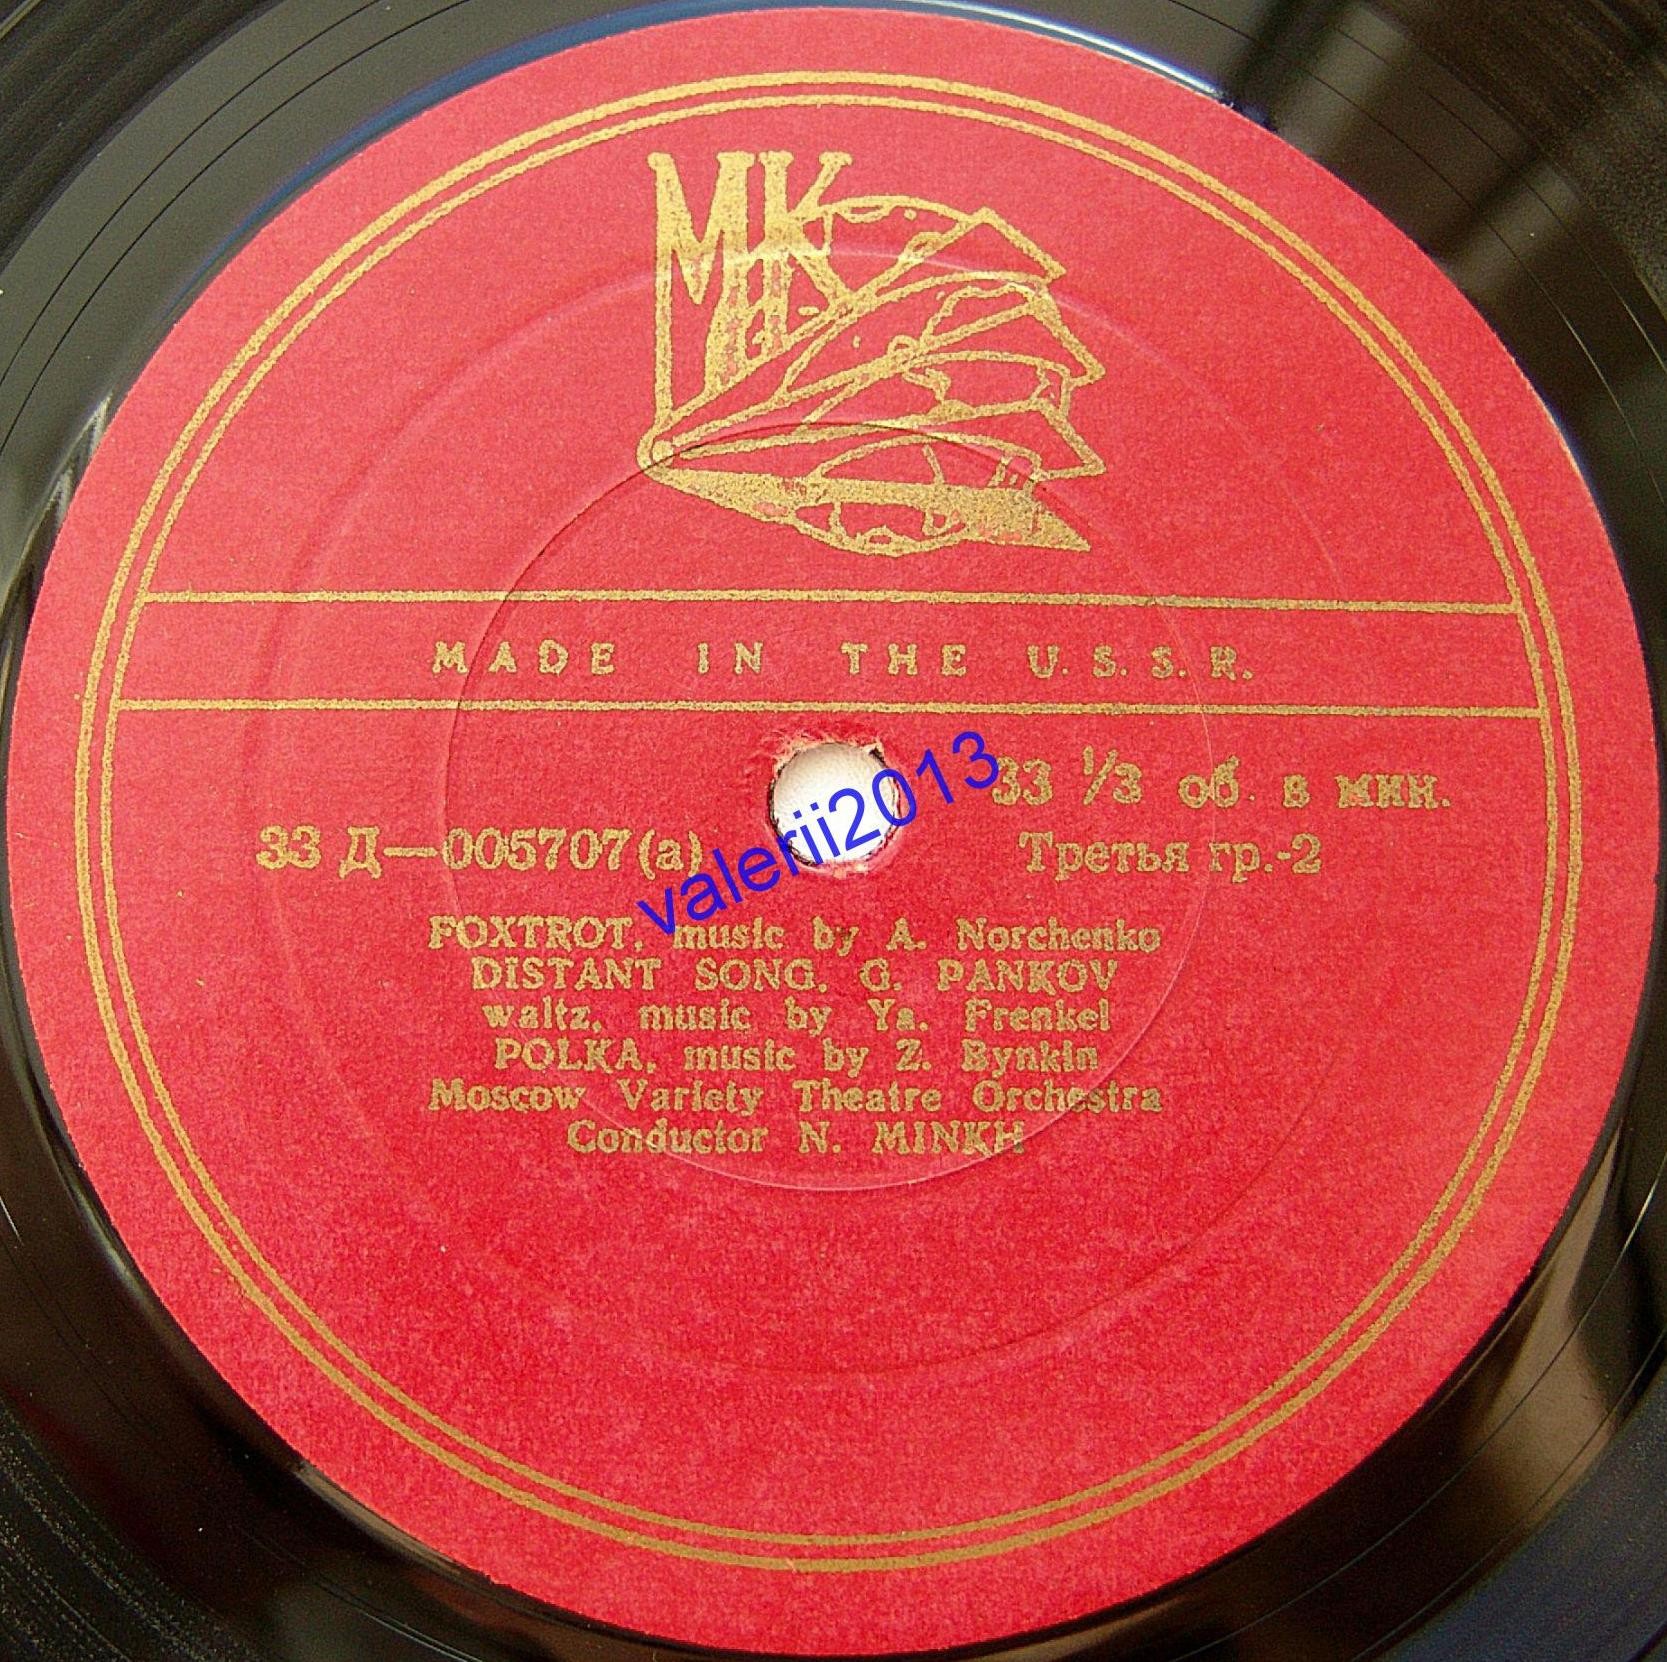 МК
MADE IN THE U.S.S.R.
33 1/3 об. в мин.
33 Д—005707(а)
Третья гр.-2
FOXTROT, music by A. Norchenko
DISTANT SONG, G. PANKOV
waltz, music by Ya. Frenkel
POLKA, music by Z. Bynkin
Moscow Variety Theatre Orchestra
Conductor N. MINKH
valerii2013